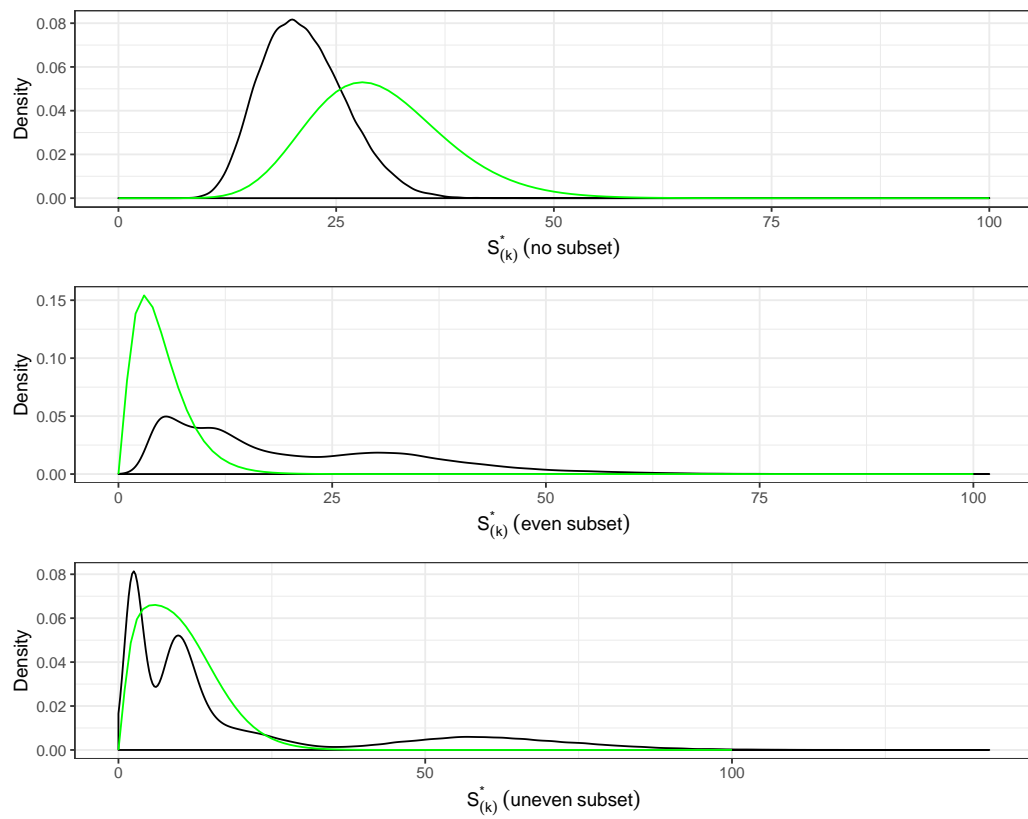 0.08
0.06
0.04
0.02
0.00
Density
0 25 50 75 100
S*(k) (no subset)
0.15
0.10
0.05
0.00
Density
0 25 50 75 100
S*(k) (even subset)
0.08
0.06
0.04
0.02
0.00
Density
0 50 100
S*(k) (uneven subset)